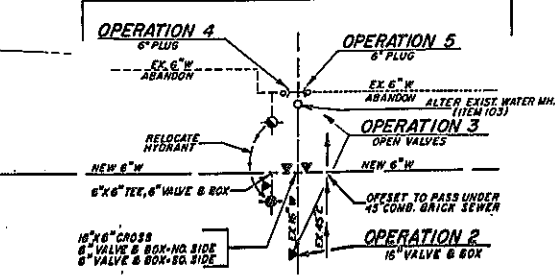 OPERATION 4
6" PLUG
OPERATION 5
6" PLUG
EX. 6" W
ABANDON
EX. 6" W
ABANDON
ALTER EXIST. WATER MH.
(ITEM 103)
OPERATION 3
OPEN VALVES
RELOCATE
HYDRANT
NEW 6" W
NEW 6" W
6"X6" TEE, 6" VALVE & BOX
OFFSET TO PASS UNDER
45" COMB. BRICK SEWER
EX. 16" W
EX. 45" C
16"X6" CROSS
6" VALVE & BOX-NO. SIDE
6" VALVE & BOX-SO. SIDE
OPERATION 2
16" VALVE & BOX